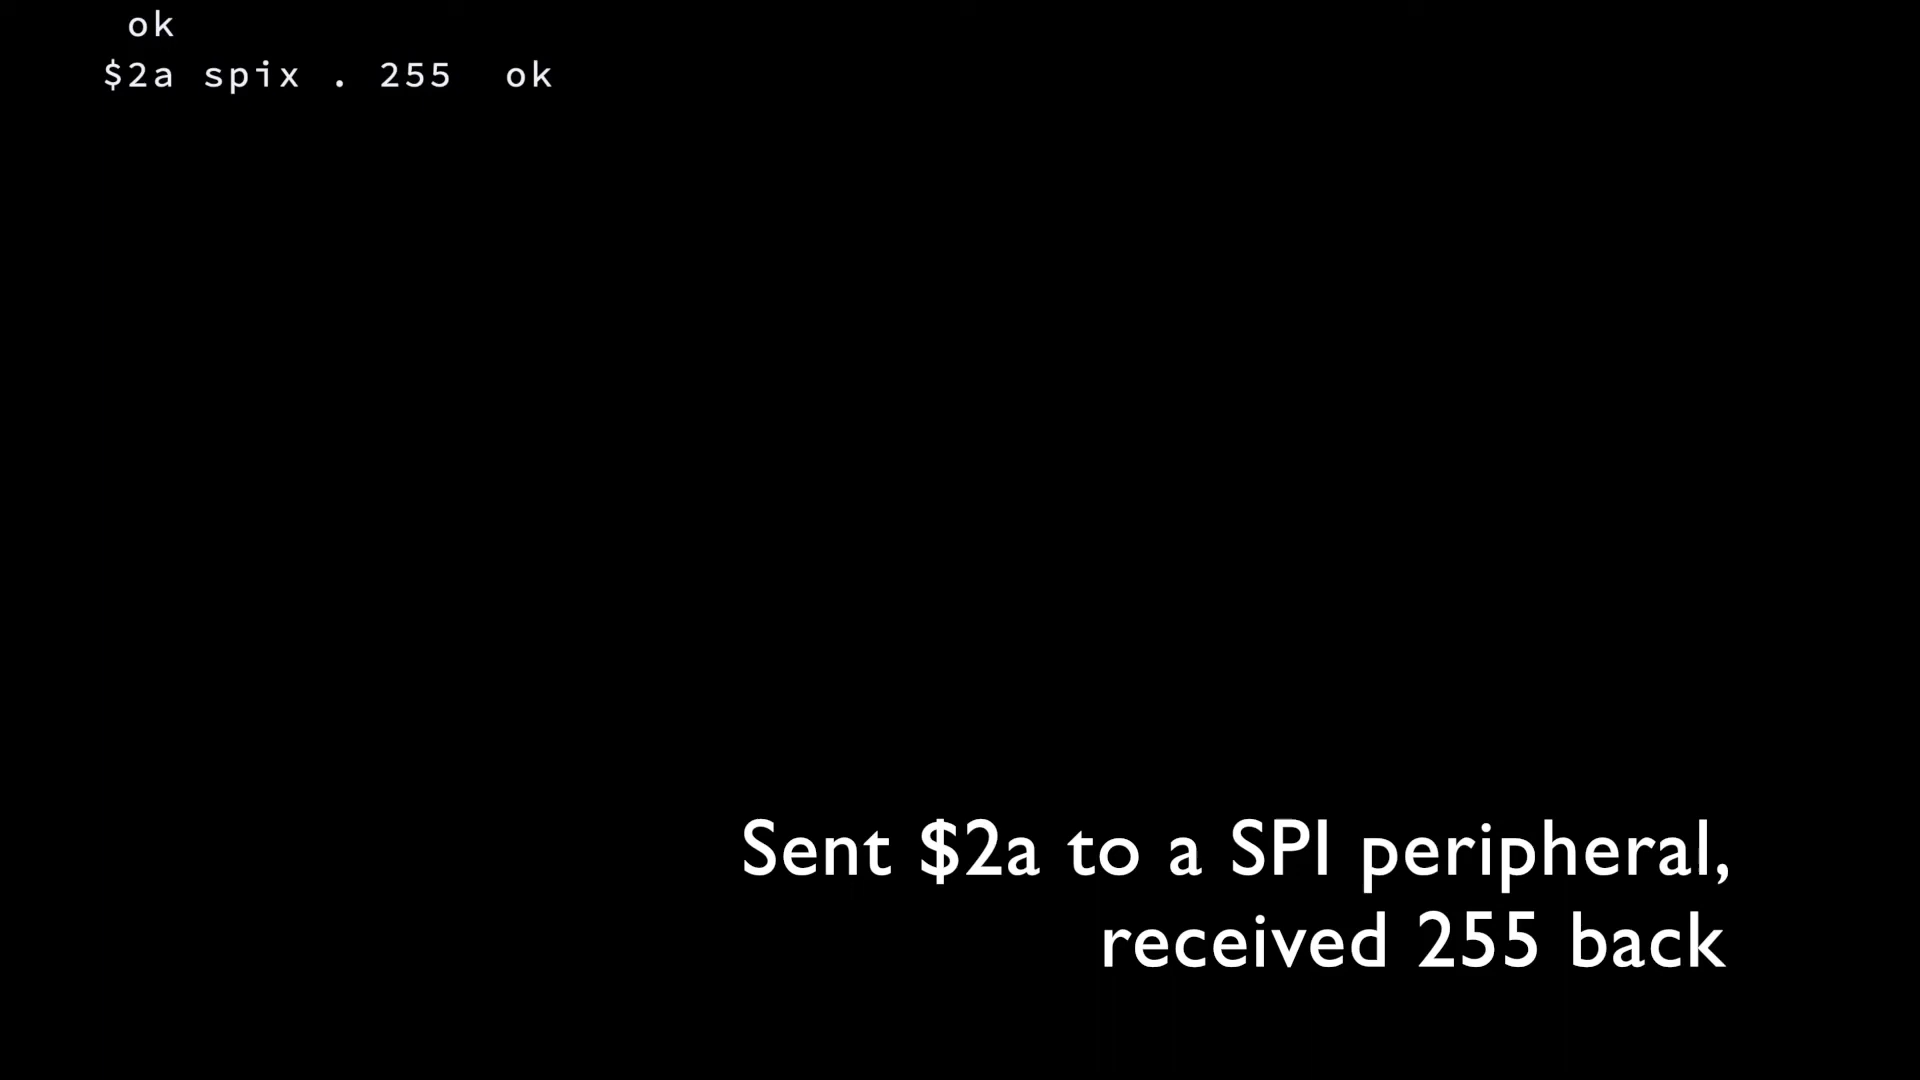 ok
$2a spix . 255  ok
Sent $2a to a SPI peripheral,
received 255 back